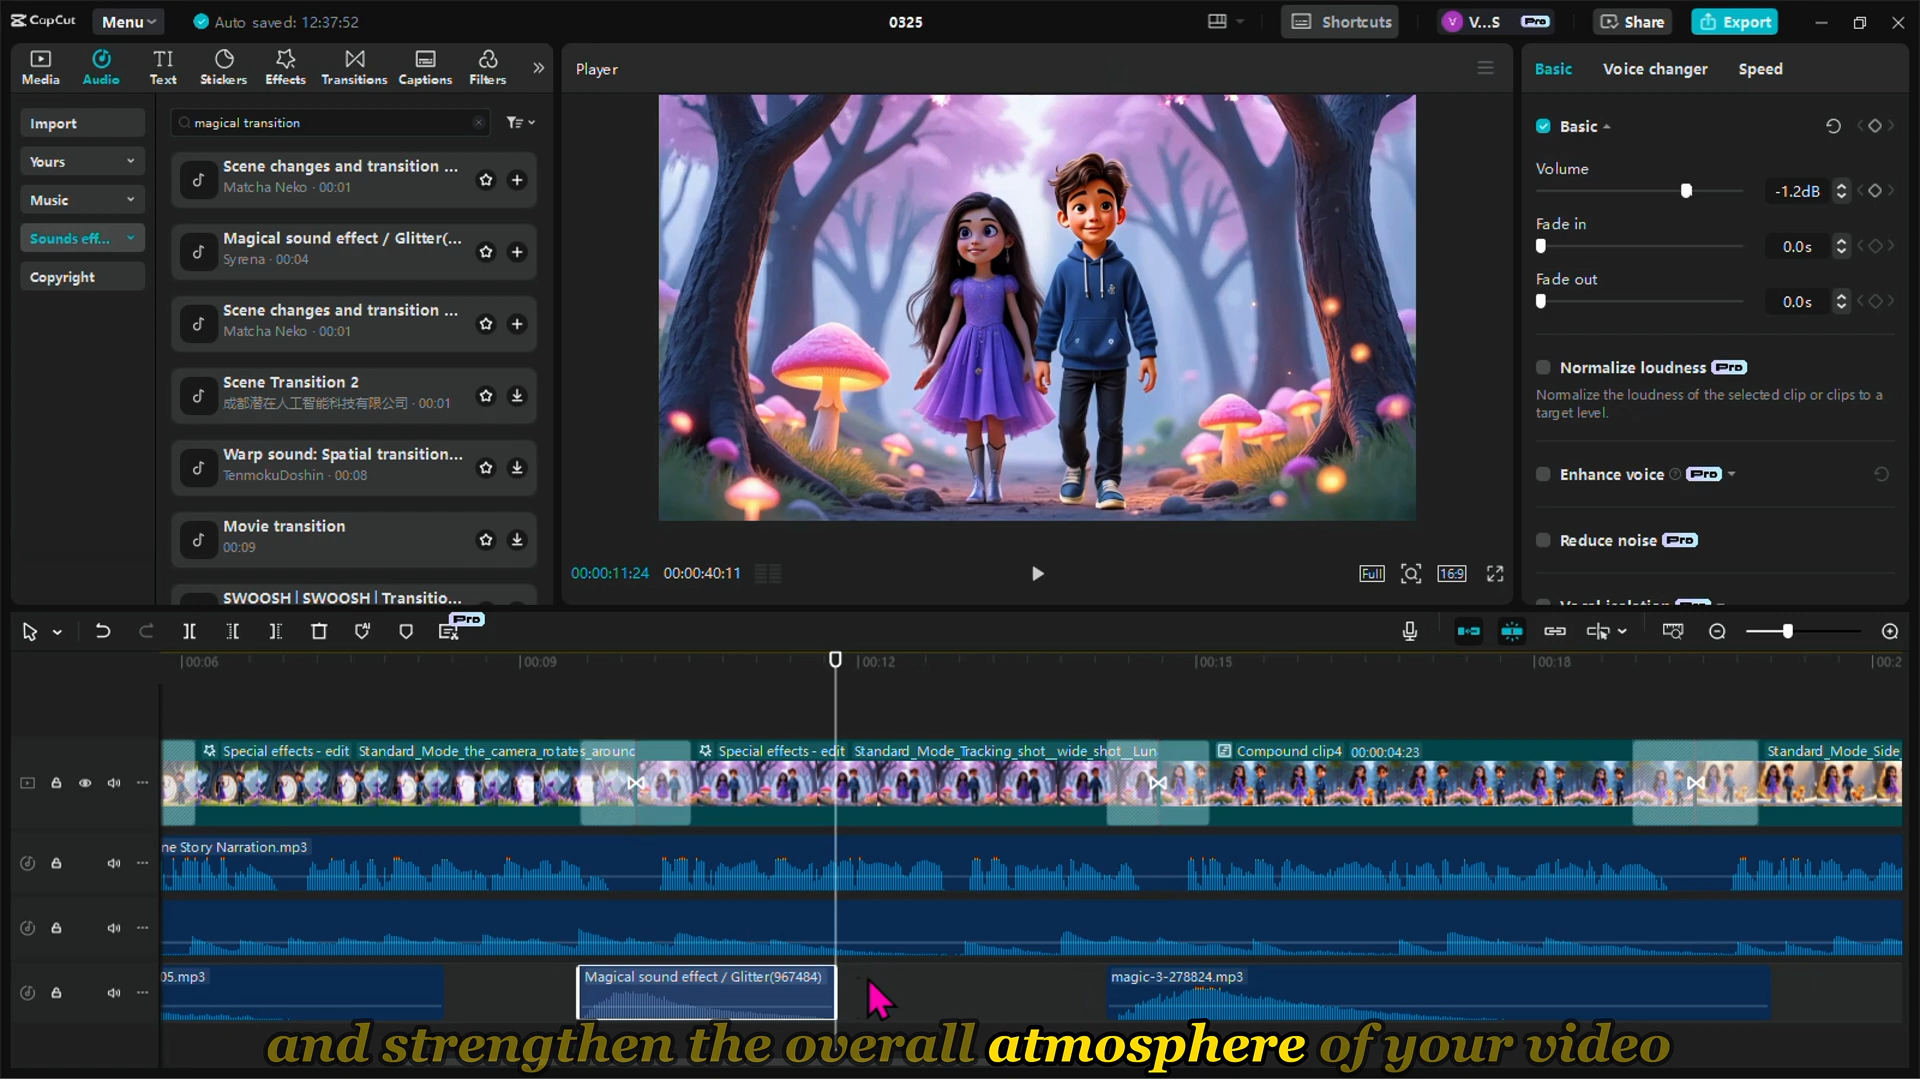 CapCut
Menu
Auto saved: 12:37:52
0325
Shortcuts
V...S
Pro
Share
Export
Media
Audio
Text
Stickers
Effects
Transitions
Captions
Filters
Import
Yours
Music
Sounds eff...
Copyright
magical transition
Scene changes and transition ...
Matcha Neko · 00:01
Magical sound effect / Glitter(...
Syrena · 00:04
Scene changes and transition ...
Matcha Neko · 00:01
Scene Transition 2
成都潜在人工智能科技有限公司 · 00:01
Warp sound: Spatial transition...
TenmokuDoshin · 00:08
Movie transition
00:09
SWOOSH | SWOOSH | Transitio...
Player
00:00:11:24
00:00:40:11
Full
16:9
Basic
Voice changer
Speed
Basic
Volume
-1.2dB
Fade in
0.0s
Fade out
0.0s
Normalize loudness Pro
Normalize the loudness of the selected clip or clips to a
target level.
Enhance voice Pro
Reduce noise Pro
Vocal isolation Pro
Pro
00:06
00:09
00:12
00:15
00:18
00:2
Special effects - edit Standard_Mode_the_camera_rotates_around
Special effects - edit Standard_Mode_Tracking_shot__wide_shot__Lun
Compound clip4 00:00:04:23
Standard_Mode_Side_
ne Story Narration.mp3
05.mp3
Magical sound effect / Glitter(967484)
magic-3-278824.mp3
and strengthen the overall atmosphere of your video